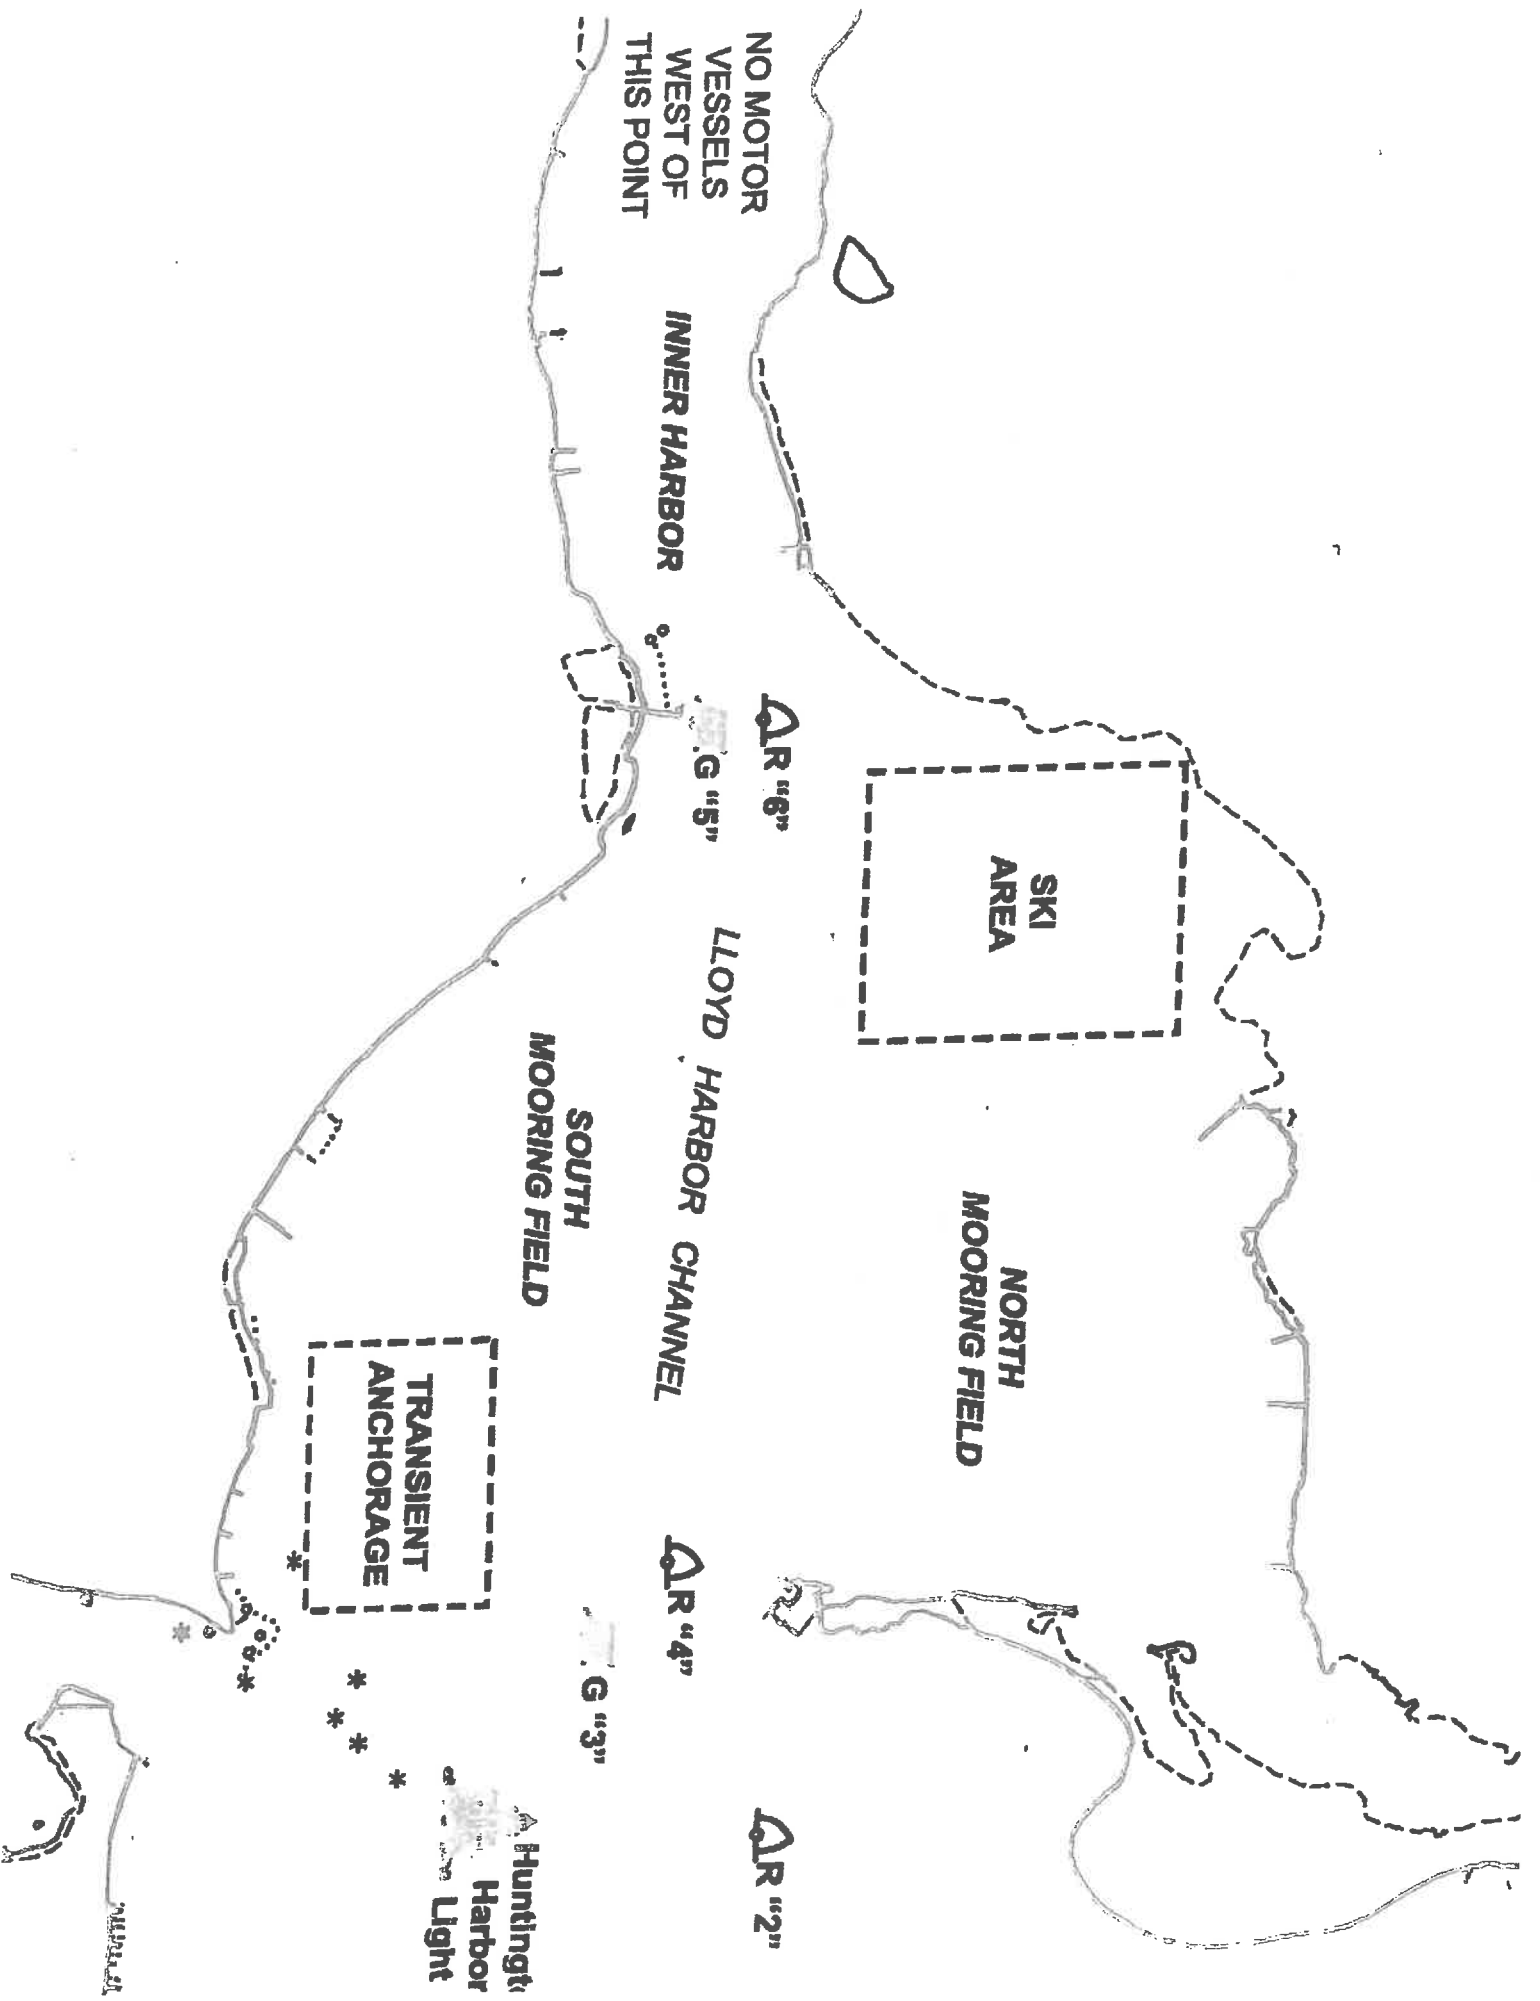 SKI
AREA
NORTH
MOORING FIELD
NO MOTOR
VESSELS
WEST OF
THIS POINT
R "6"
R "2"
G "5"
INNER HARBOR
LLOYD HARBOR CHANNEL
R "4"
G "3"
SOUTH
MOORING FIELD
Huntingt
Harbor
Light
TRANSIENT
ANCHORAGE